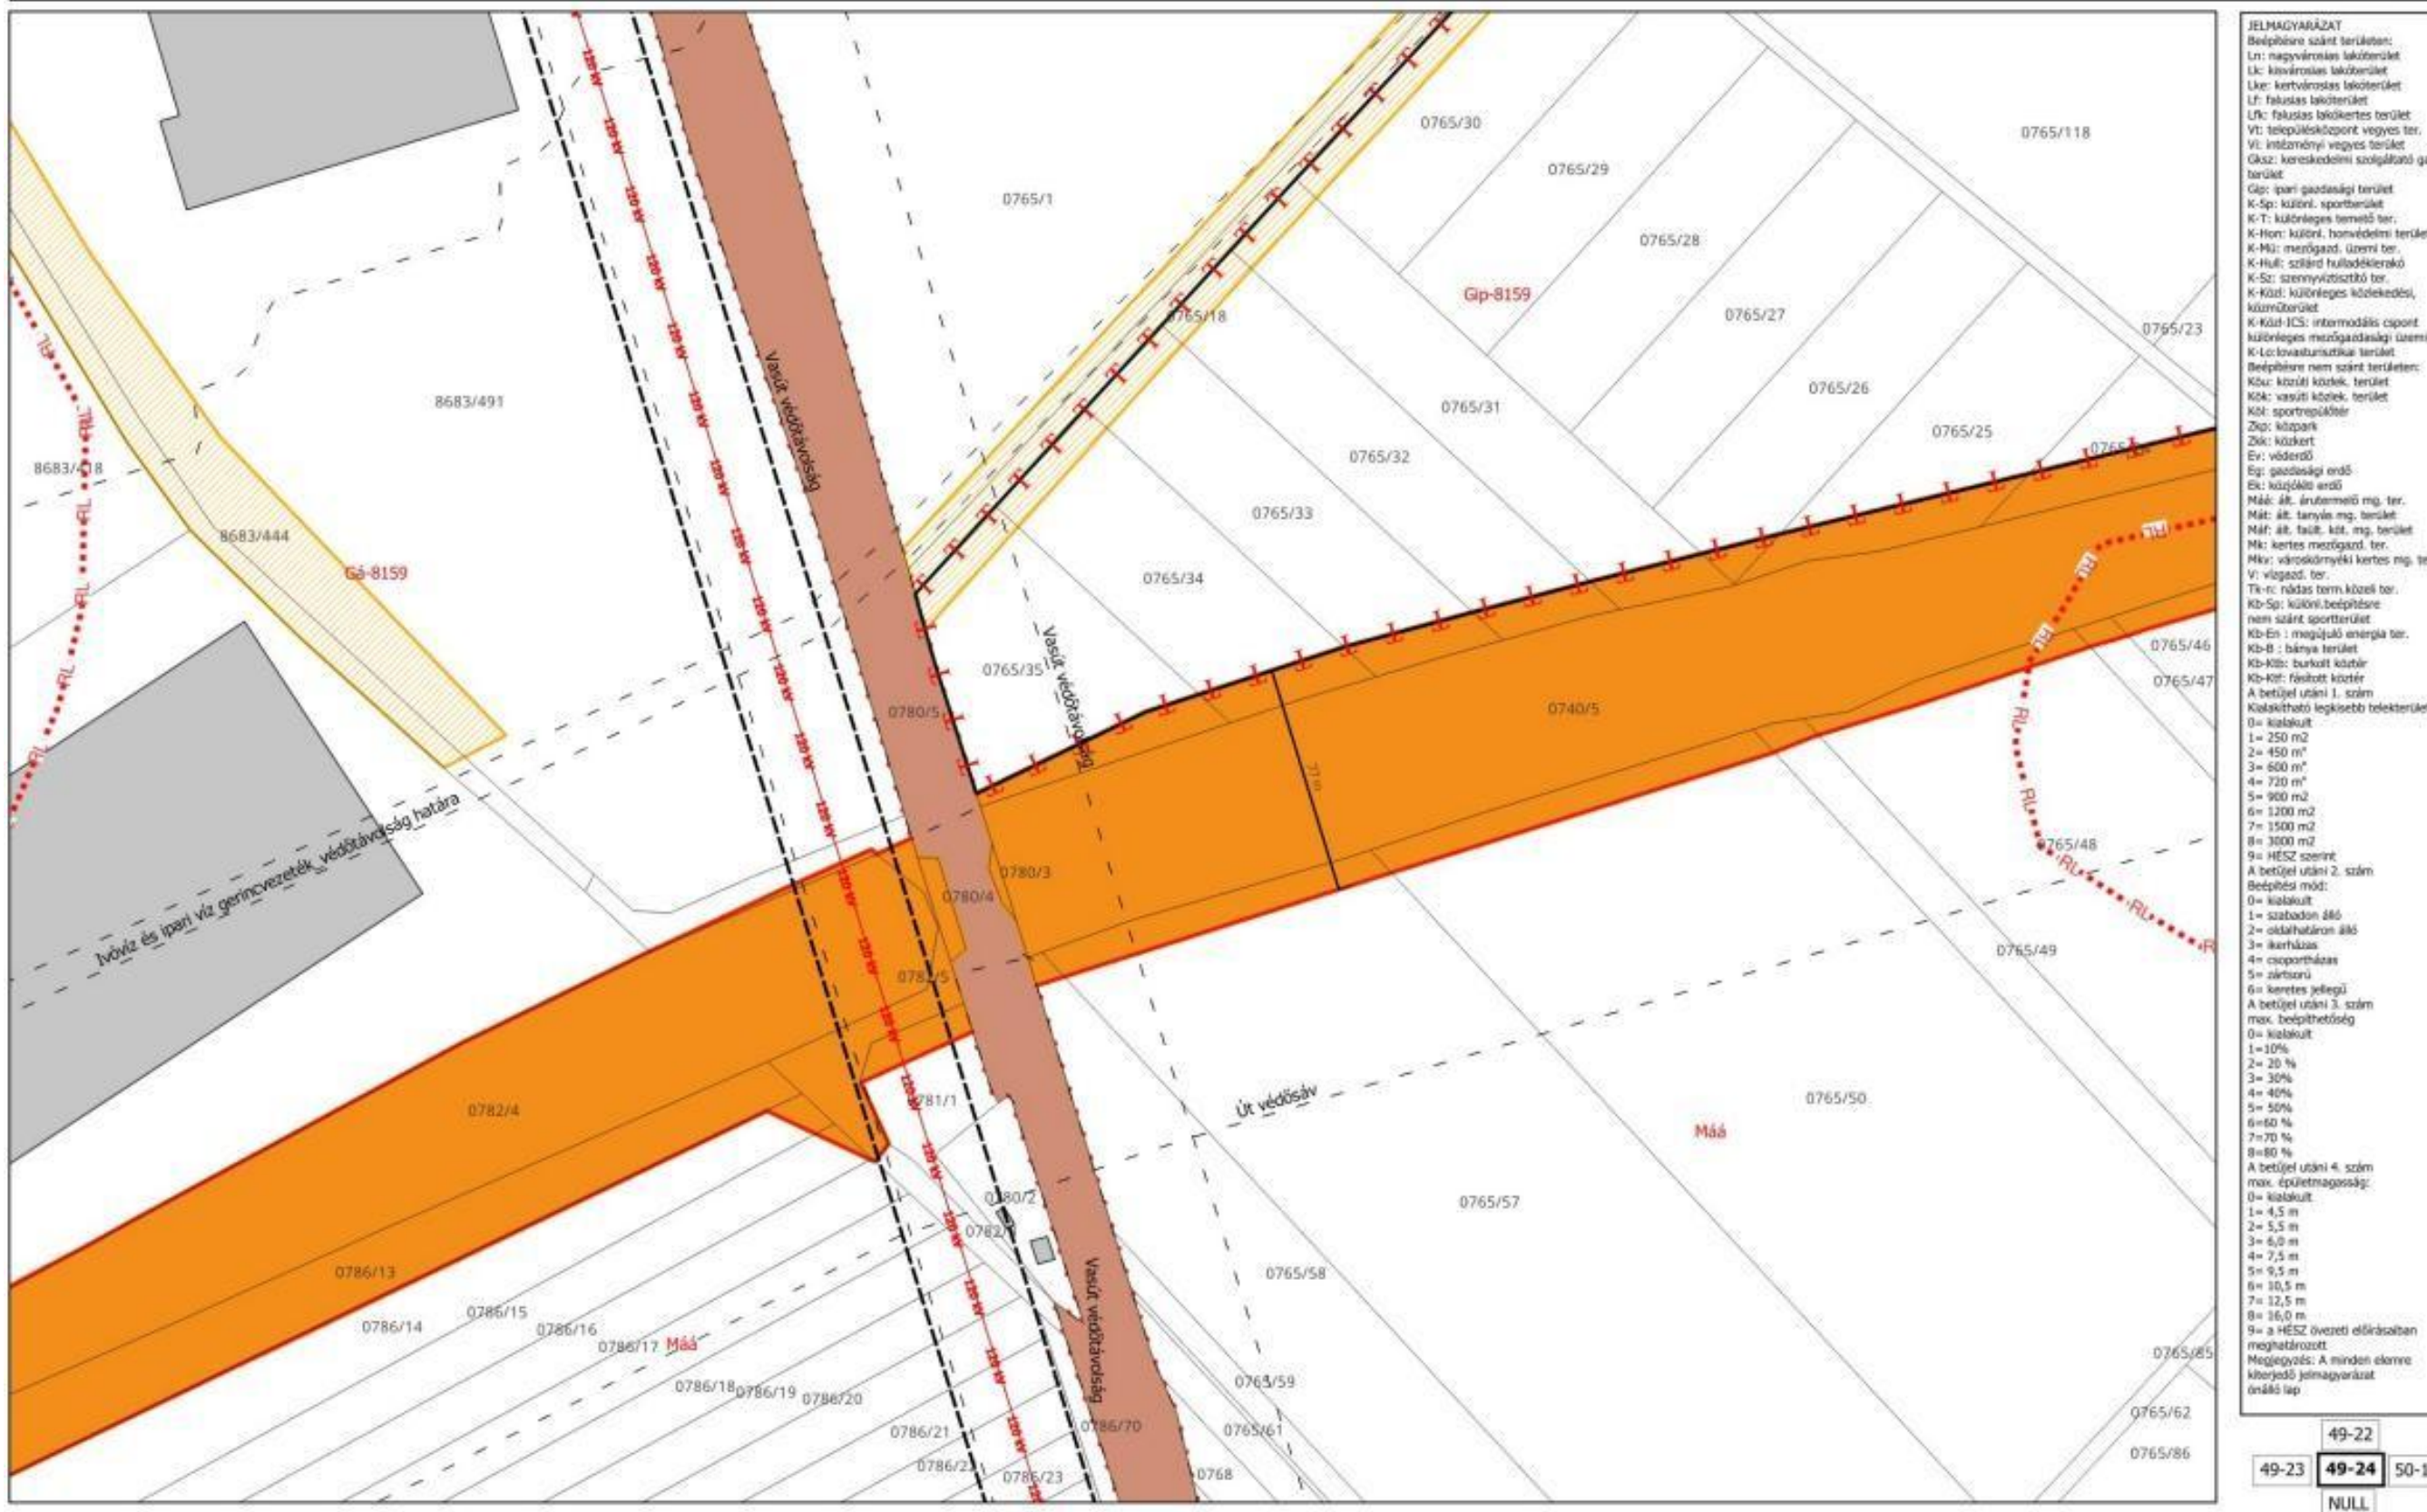 0765/30
0765/118
0765/29
0765/1
0765/28
Gip-8159
0765/18
0765/27
0765/23
Vasút védőtávolság
8683/491
0765/31
0765/26
0765/25
0765/32
8683/444
0765/33
Gá-8159
0765/34
Vasút védőtávolság
0765/35
0765/46
0765/47
0780/5
0740/5
Ivóvíz és ipari víz gerincvezeték védőtávolság határa
0765/48
0780/3
0780/4
0765/49
0782/4
Út védősáv
0765/50
Máá
0765/57
0786/13
0765/58
0786/15
0786/14
0786/16
0786/17
Máá
Vasút védőtávolság
0786/18
0786/19
0786/20
0765/59
0765/85
0786/21
0786/70
0765/61
0765/62
0786/23
0768
0765/86
120 kV
RL
JELMAGYARÁZAT
Beépítésre szánt területen:
Ln: nagyvárosias lakóterület
Lk: kisvárosias lakóterület
Lke: kertvárosias lakóterület
Lf: falusias lakóterület
Lfk: falusias lakókertes terület
Vt: településközpont vegyes ter.
Vi: intézményi vegyes terület
Gksz: kereskedelmi szolgáltató
terület
Gip: ipari gazdasági terület
K-Sp: különl. sportterület
K-T: különleges temető ter.
K-Hon: különl. honvédelmi terüle
K-Mü: mezőgazd. üzemi ter.
K-Hull: szilárd hulladéklerakó
K-Sz: szennyvíztisztító ter.
K-Közl: különleges közlekedési,
közműterület
K-Közl-ICS: intermodális cspont
különleges mezőgazdasági üzemi
K-Lo:lovasturisztikai terület
Beépítésre nem szánt területen:
Köu: közúti közlek. terület
Kök: vasúti közlek. terület
Köl: sportrepülőtér
Zkp: közpark
Zkk: közkert
Ev: véderdő
Eg: gazdasági erdő
Ek: közjóléti erdő
Máá: ált. árutermelő mg. ter.
Mát: ált. tanyás mg. terület
Máf: ált. faült. köt. mg. terület
Mk: kertes mezőgazd. ter.
Mkv: városkörnyéki kertes mg. te
V: vízgazd. ter.
Tk-n: nádas term.közeli ter.
Kb-Sp: különl.beépítésre
nem szánt sportterület
Kb-En : megújuló energia ter.
Kb-B : bánya terület
Kb-Ktb: burkolt köztér
Kb-Ktf: fásított köztér
A betűjel utáni 1. szám
Kialakítható legkisebb telekterület
0= kialakult
1= 250 m2
2= 450 m²
3= 600 m²
4= 720 m²
5= 900 m2
6= 1200 m2
7= 1500 m2
8= 3000 m2
9= HÉSZ szerint
A betűjel utáni 2. szám
Beépítési mód:
0= kialakult
1= szabadon álló
2= oldalhatáron álló
3= ikerházas
4= csoportházas
5= zártsorú
6= keretes jellegű
A betűjel utáni 3. szám
max. beépíthetőség
0= kialakult
1=10%
2= 20 %
3= 30%
4= 40%
5= 50%
6=60 %
7=70 %
8=80 %
A betűjel utáni 4. szám
max. épületmagasság:
0= kialakult
1= 4,5 m
2= 5,5 m
3= 6,0 m
4= 7,5 m
5= 9,5 m
6= 10,5 m
7= 12,5 m
8= 16,0 m
9= a HÉSZ övezeti előírásaiban
meghatározott
Megjegyzés: A minden elemre
kiterjedő jelmagyarázat
önálló lap
49-22
49-23 49-24 50-1
NULL